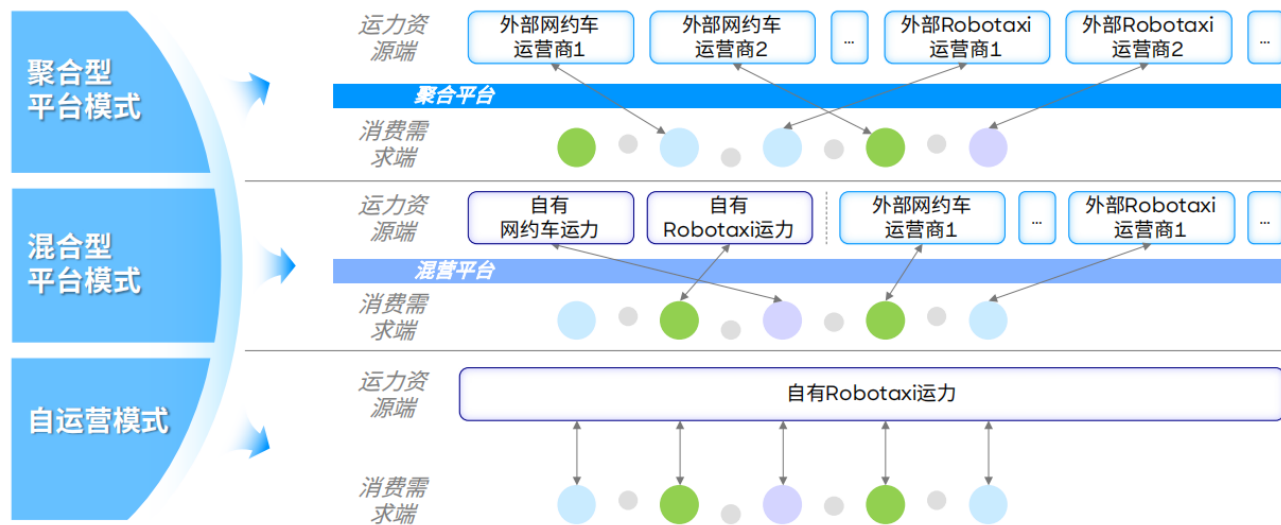 聚合型
平台模式
运力资
源端
外部网约车
运营商1
外部网约车
运营商2
...
外部Robotaxi
运营商1
外部Robotaxi
运营商2
...
聚合平台
消费需
求端
混合型
平台模式
运力资
源端
自有
网约车运力
自有
Robotaxi运力
外部网约车
运营商1
...
外部Robotaxi
运营商1
...
混营平台
消费需
求端
自运营模式
运力资
源端
自有Robotaxi运力
消费需
求端